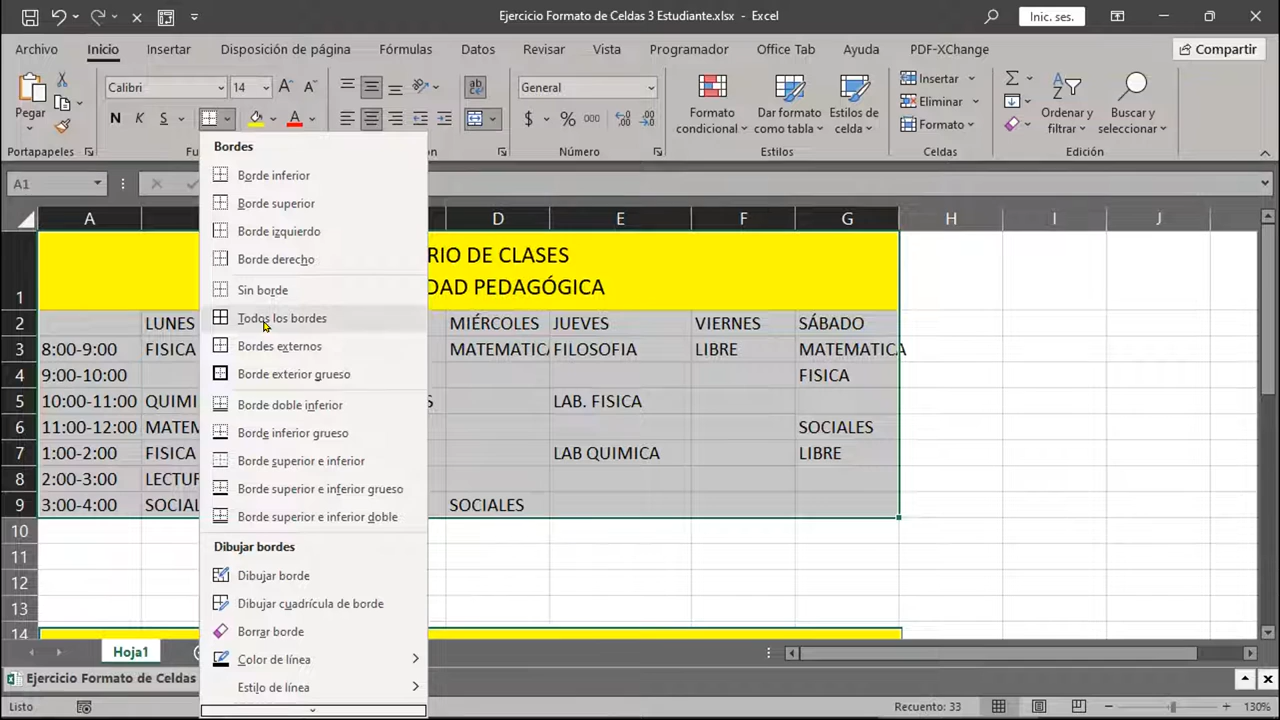 Ejercicio Formato de Celdas 3 Estudiante.xlsx - Excel
Inic. ses.
Archivo Inicio Insertar Disposición de página Fórmulas Datos Revisar Vista Programador Office Tab Ayuda PDF-XChange Compartir
Pegar
Calibri 14
N K S
General
$ % 000
Formato condicional
Dar formato como tabla
Estilos de celda
Insertar
Eliminar
Formato
Ordenar y filtrar
Buscar y seleccionar
Portapapeles
Número
Estilos
Celdas
Edición
A1
Bordes
Borde inferior
Borde superior
Borde izquierdo
Borde derecho
Sin borde
Todos los bordes
Bordes externos
Borde exterior grueso
Borde doble inferior
Borde inferior grueso
Borde superior e inferior
Borde superior e inferior grueso
Borde superior e inferior doble
Dibujar bordes
Dibujar borde
Dibujar cuadrícula de borde
Borrar borde
Color de línea
Estilo de línea
A D E F G H I J
RIO DE CLASES
1 DAD PEDAGÓGICA
2 LUNES MIÉRCOLES JUEVES VIERNES SÁBADO
3 8:00-9:00 FISICA MATEMATICA FILOSOFIA LIBRE MATEMATICA
4 9:00-10:00 FISICA
5 10:00-11:00 QUIMI S LAB. FISICA
6 11:00-12:00 MATEM SOCIALES
7 1:00-2:00 FISICA LAB QUIMICA LIBRE
8 2:00-3:00 LECTUR
9 3:00-4:00 SOCIAL SOCIALES
10
11
12
13
14
Hoja1
Ejercicio Formato de Celdas
Listo
Recuento: 33
130%